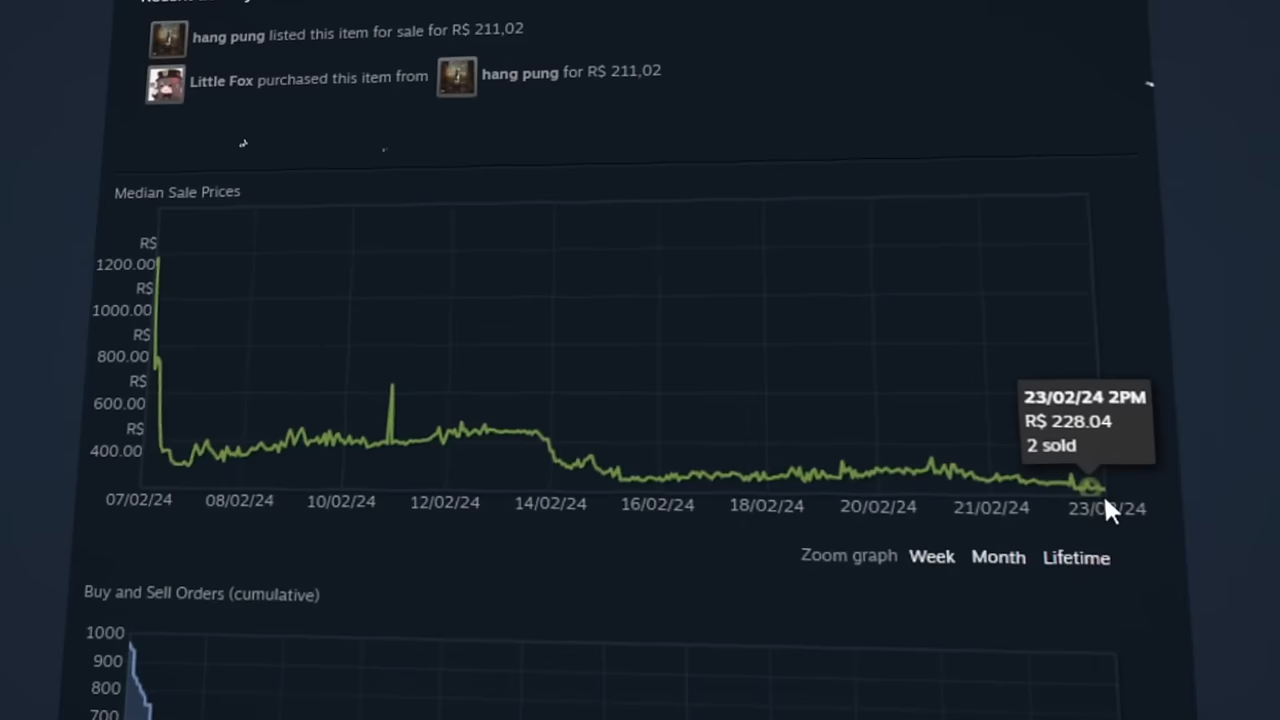 hang pung listed this item for sale for R$ 211,02
Little Fox purchased this item from hang pung for R$ 211,02
Median Sale Prices
R$
1200.00
R$
1000.00
R$
800.00
R$
600.00
R$
400.00
23/02/24 2PM
R$ 228.04
2 sold
07/02/24 08/02/24 10/02/24 12/02/24 14/02/24 16/02/24 18/02/24 20/02/24 21/02/24
Zoom graph Week Month Lifetime
Buy and Sell Orders (cumulative)
1000
900
800
700